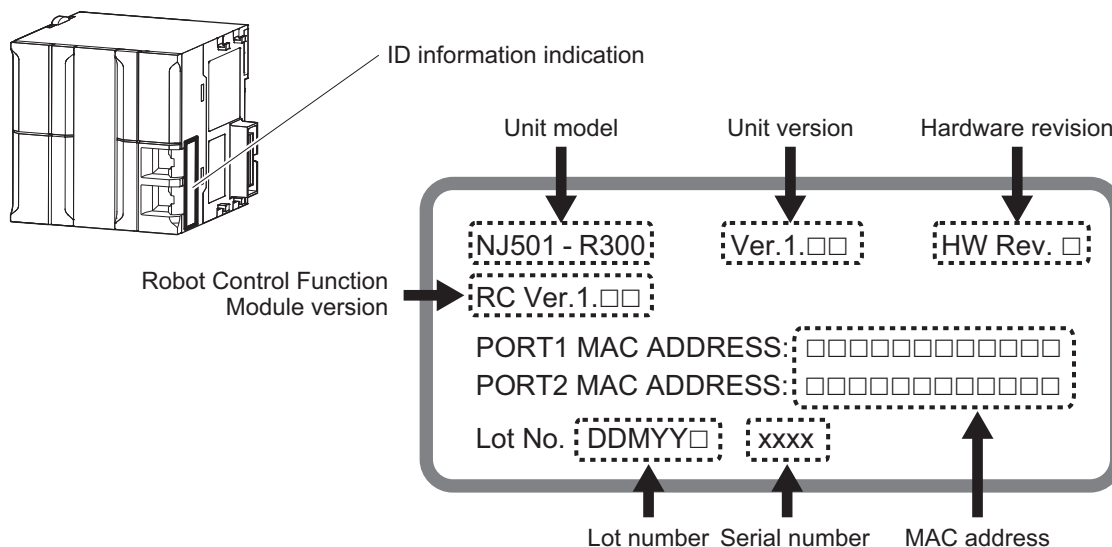 ID information indication
Unit model
Unit version
Hardware revision
NJ501 - R300
Ver.1.□□
HW Rev. □
Robot Control Function
Module version
RC Ver.1.□□
PORT1 MAC ADDRESS: □□□□□□□□□□□□
PORT2 MAC ADDRESS: □□□□□□□□□□□□
Lot No. DDMYY□ xxxx
Lot number
Serial number
MAC address